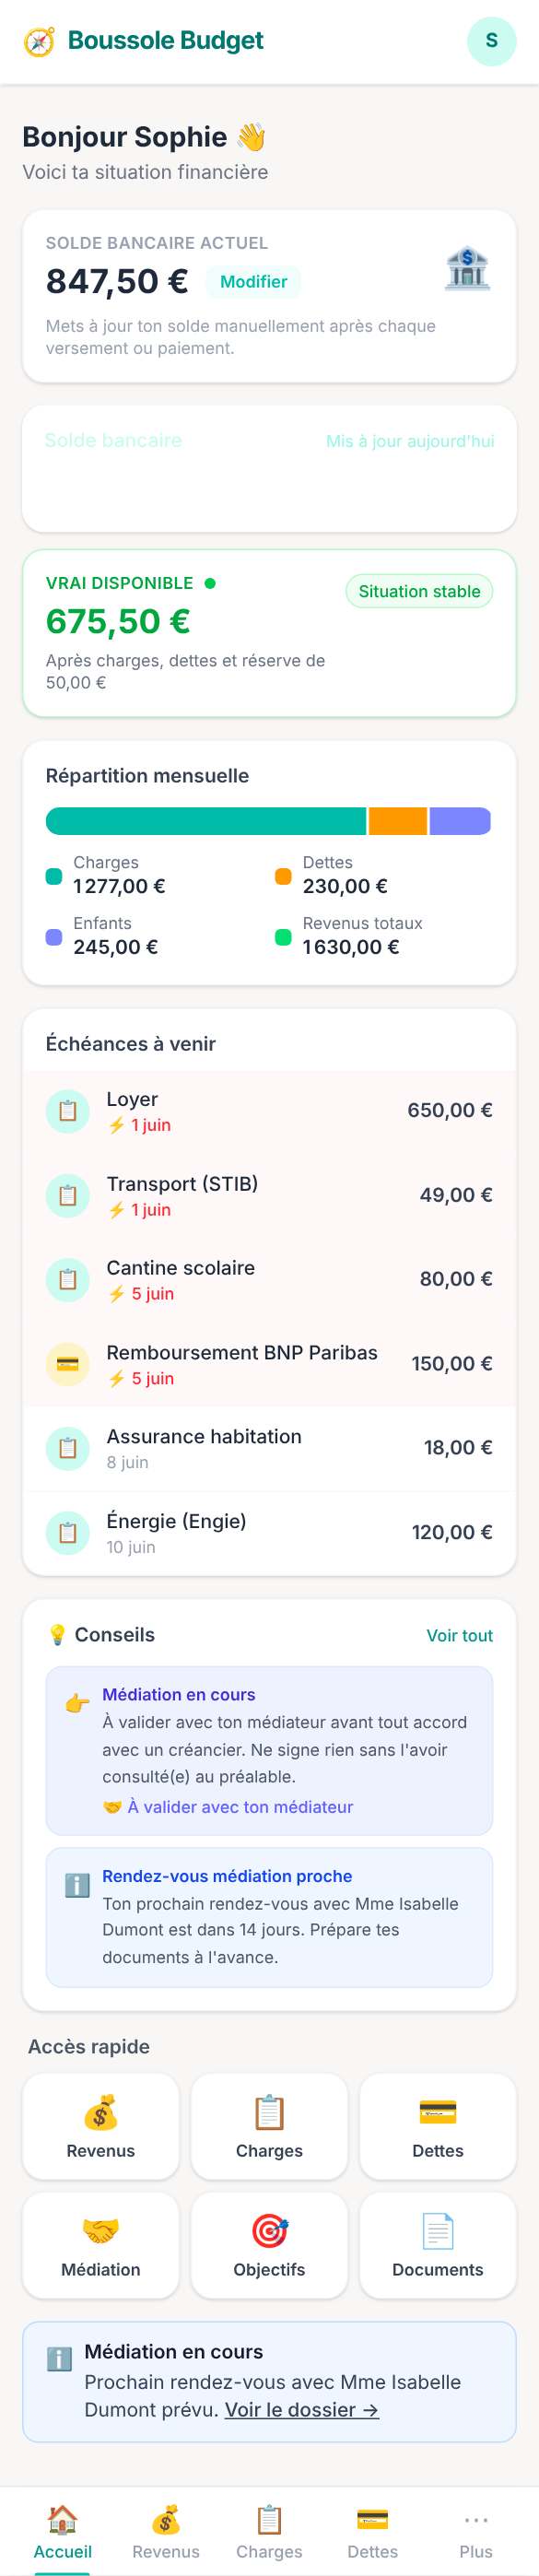 Boussole Budget
S
Bonjour Sophie 👋
Voici ta situation financière
SOLDE BANCAIRE ACTUEL
847,50 €
Modifier
Mets à jour ton solde manuellement après chaque
versement ou paiement.
Solde bancaire
Mis à jour aujourd'hui
VRAI DISPONIBLE
Situation stable
675,50 €
Après charges, dettes et réserve de
50,00 €
Répartition mensuelle
Charges
1 277,00 €
Dettes
230,00 €
Enfants
245,00 €
Revenus totaux
1 630,00 €
Échéances à venir
Loyer
⚡ 1 juin
650,00 €
Transport (STIB)
⚡ 1 juin
49,00 €
Cantine scolaire
⚡ 5 juin
80,00 €
Remboursement BNP Paribas
⚡ 5 juin
150,00 €
Assurance habitation
8 juin
18,00 €
Énergie (Engie)
10 juin
120,00 €
💡 Conseils
Voir tout
Médiation en cours
À valider avec ton médiateur avant tout accord
avec un créancier. Ne signe rien sans l'avoir
consulté(e) au préalable.
🤝 À valider avec ton médiateur
Rendez-vous médiation proche
Ton prochain rendez-vous avec Mme Isabelle
Dumont est dans 14 jours. Prépare tes
documents à l'avance.
Accès rapide
Revenus
Charges
Dettes
Médiation
Objectifs
Documents
Médiation en cours
Prochain rendez-vous avec Mme Isabelle
Dumont prévu. Voir le dossier →
Accueil
Revenus
Charges
Dettes
Plus